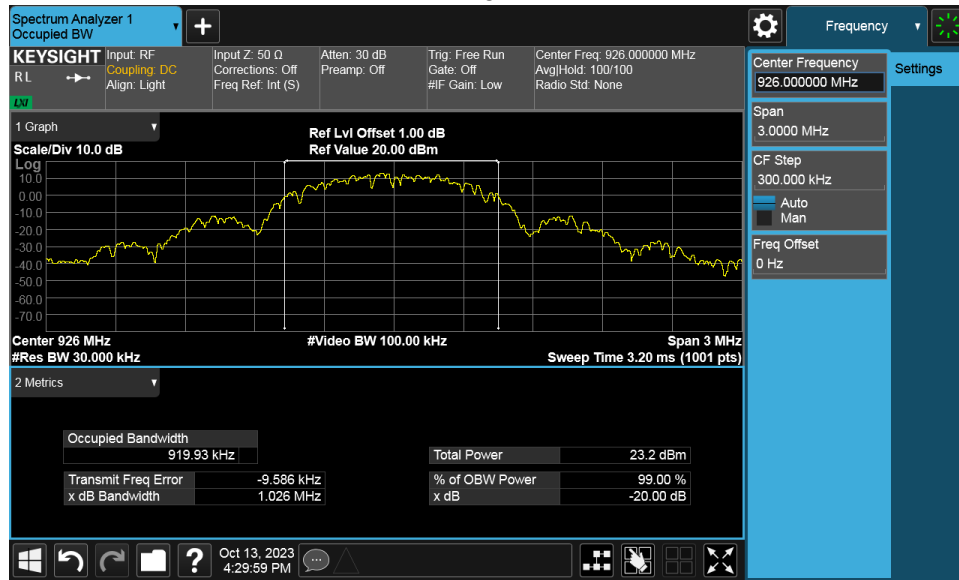 Spectrum Analyzer 1
Occupied BW
+
Frequency
KEYSIGHT
RL
LXI
Input: RF
Coupling: DC
Align: Light
Input Z: 50 Ω
Corrections: Off
Freq Ref: Int (S)
Atten: 30 dB
Preamp: Off
Trig: Free Run
Gate: Off
#IF Gain: Low
Center Freq: 926.000000 MHz
Avg|Hold: 100/100
Radio Std: None
Center Frequency
926.000000 MHz
Settings
Span
3.0000 MHz
CF Step
300.000 kHz
Auto
Man
Freq Offset
0 Hz
1 Graph
Scale/Div 10.0 dB
Ref Lvl Offset 1.00 dB
Ref Value 20.00 dBm
Log
10.0
0.00
-10.0
-20.0
-30.0
-40.0
-50.0
-60.0
-70.0
Center 926 MHz
#Video BW 100.00 kHz
Span 3 MHz
#Res BW 30.000 kHz
Sweep Time 3.20 ms (1001 pts)
2 Metrics
Occupied Bandwidth
919.93 kHz
Total Power 23.2 dBm
Transmit Freq Error -9.586 kHz
% of OBW Power 99.00 %
x dB Bandwidth 1.026 MHz
x dB -20.00 dB
?
Oct 13, 2023
4:29:59 PM